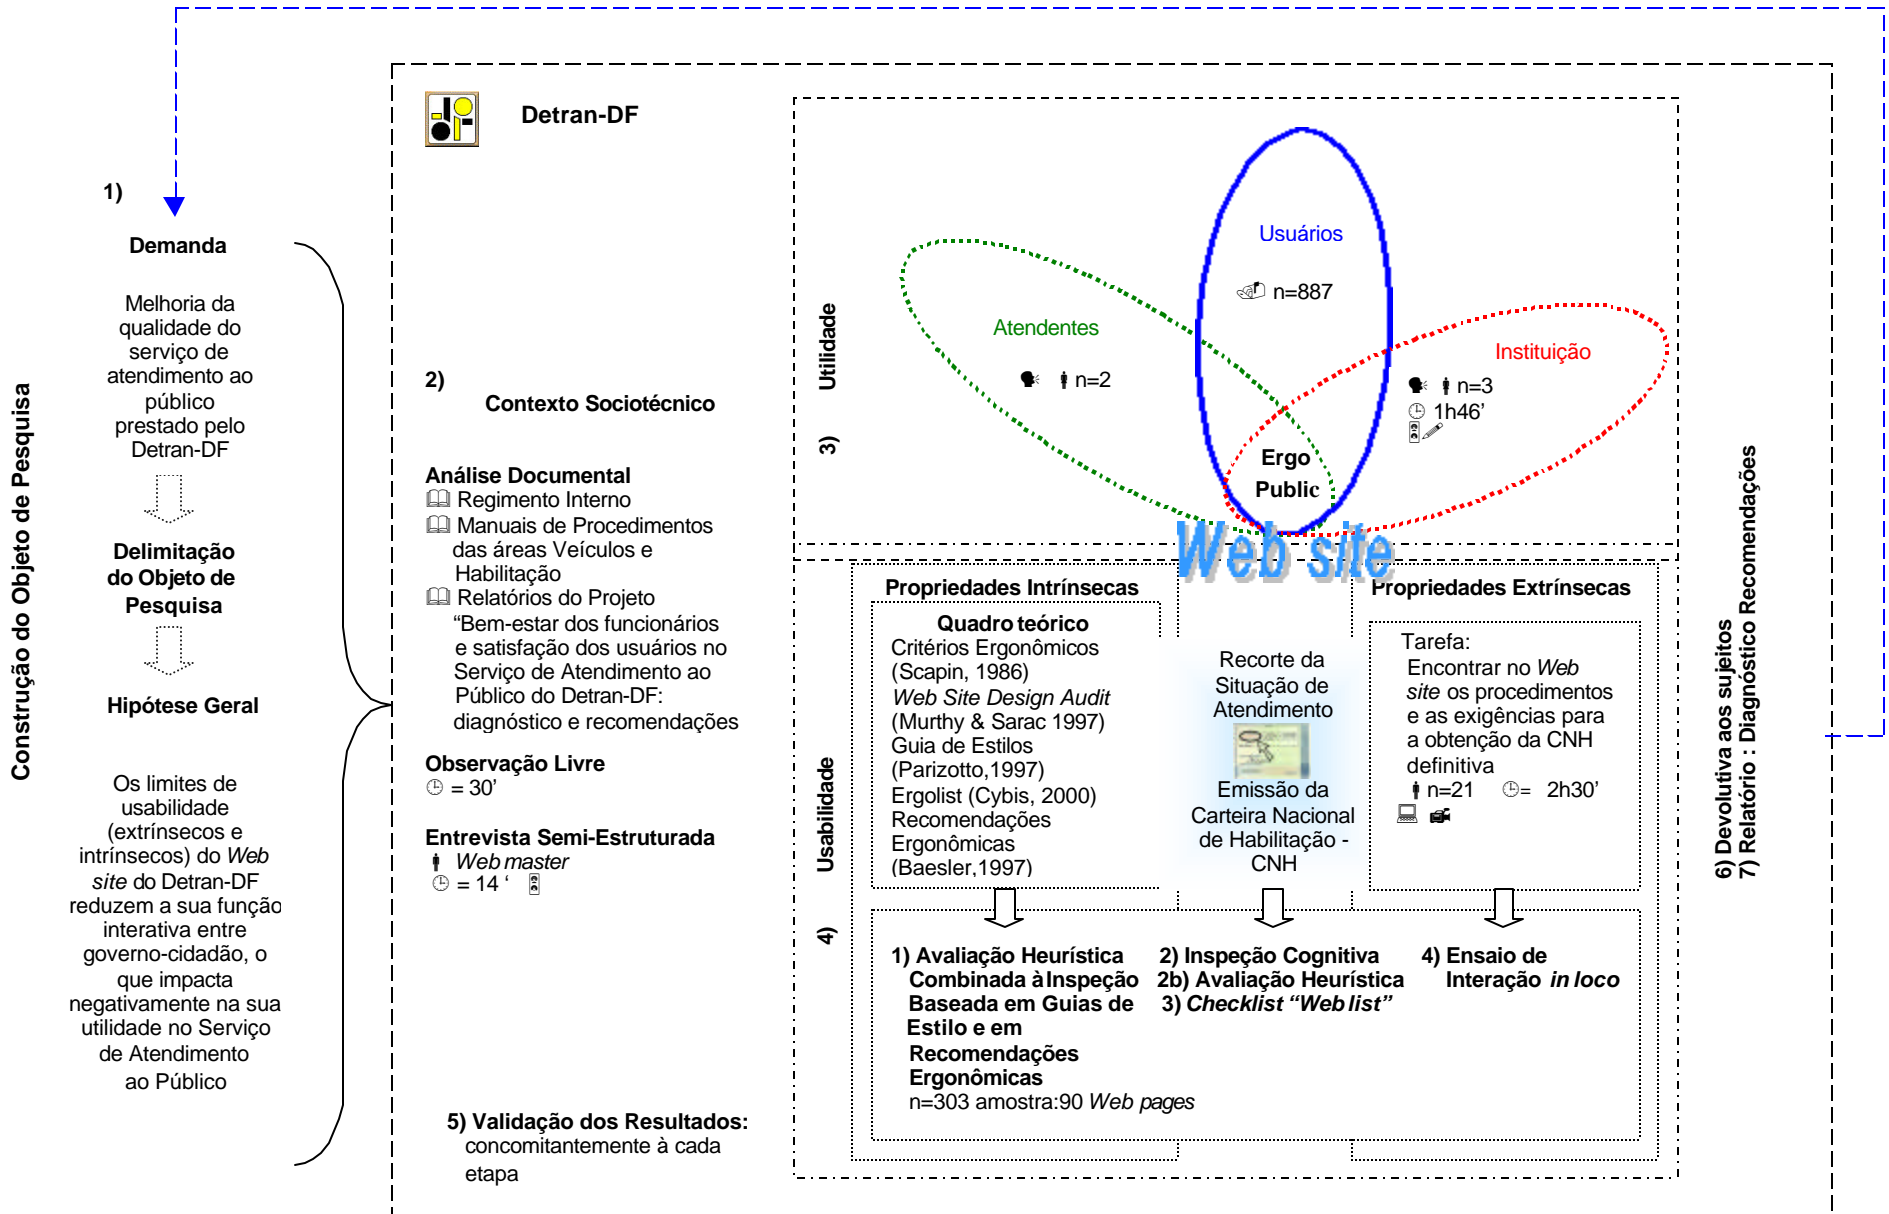 Construção do Objeto de Pesquisa
1)
Demanda
Melhoria da
qualidade do
serviço de
atendimento ao
público
prestado pelo
Detran-DF
Delimitação
do Objeto de
Pesquisa
Hipótese Geral
Os limites de
usabilidade
(extrínsecos e
intrínsecos) do Web
site do Detran-DF
reduzem a sua função
interativa entre
governo-cidadão, o
que impacta
negativamente na sua
utilidade no Serviço
de Atendimento
ao Público
Detran-DF
2)
Contexto Sociotécnico
Análise Documental
Regimento Interno
Manuais de Procedimentos
das áreas Veículos e
Habilitação
Relatórios do Projeto
“Bem-estar dos funcionários
e satisfação dos usuários no
Serviço de Atendimento ao
Público do Detran-DF:
diagnóstico e recomendações
Observação Livre
= 30’
Entrevista Semi-Estruturada
Web master
= 14 ‘
5) Validação dos Resultados:
concomitantemente à cada
etapa
3) Utilidade
Usuários
n=887
Atendentes
n=2
Instituição
n=3
1h46’
Ergo
Public
Web site
4) Usabilidade
Propriedades Intrínsecas
Quadro teórico
Critérios Ergonômicos
(Scapin, 1986)
Web Site Design Audit
(Murthy & Sarac 1997)
Guia de Estilos
(Parizotto,1997)
Ergolist (Cybis, 2000)
Recomendações
Ergonômicas
(Baesler,1997)
Recorte da
Situação de
Atendimento
Emissão da
Carteira Nacional
de Habilitação -
CNH
Propriedades Extrínsecas
Tarefa:
Encontrar no Web
site os procedimentos
e as exigências para
a obtenção da CNH
definitiva
n=21 = 2h30’
1) Avaliação Heurística
Combinada à Inspeção
Baseada em Guias de
Estilo e em
Recomendações
Ergonômicas
n=303 amostra:90 Web pages
2) Inspeção Cognitiva
2b) Avaliação Heurística
3) Checklist “Web list”
4) Ensaio de
Interação in loco
6) Devolutiva aos sujeitos
7) Relatório : Diagnóstico Recomendações